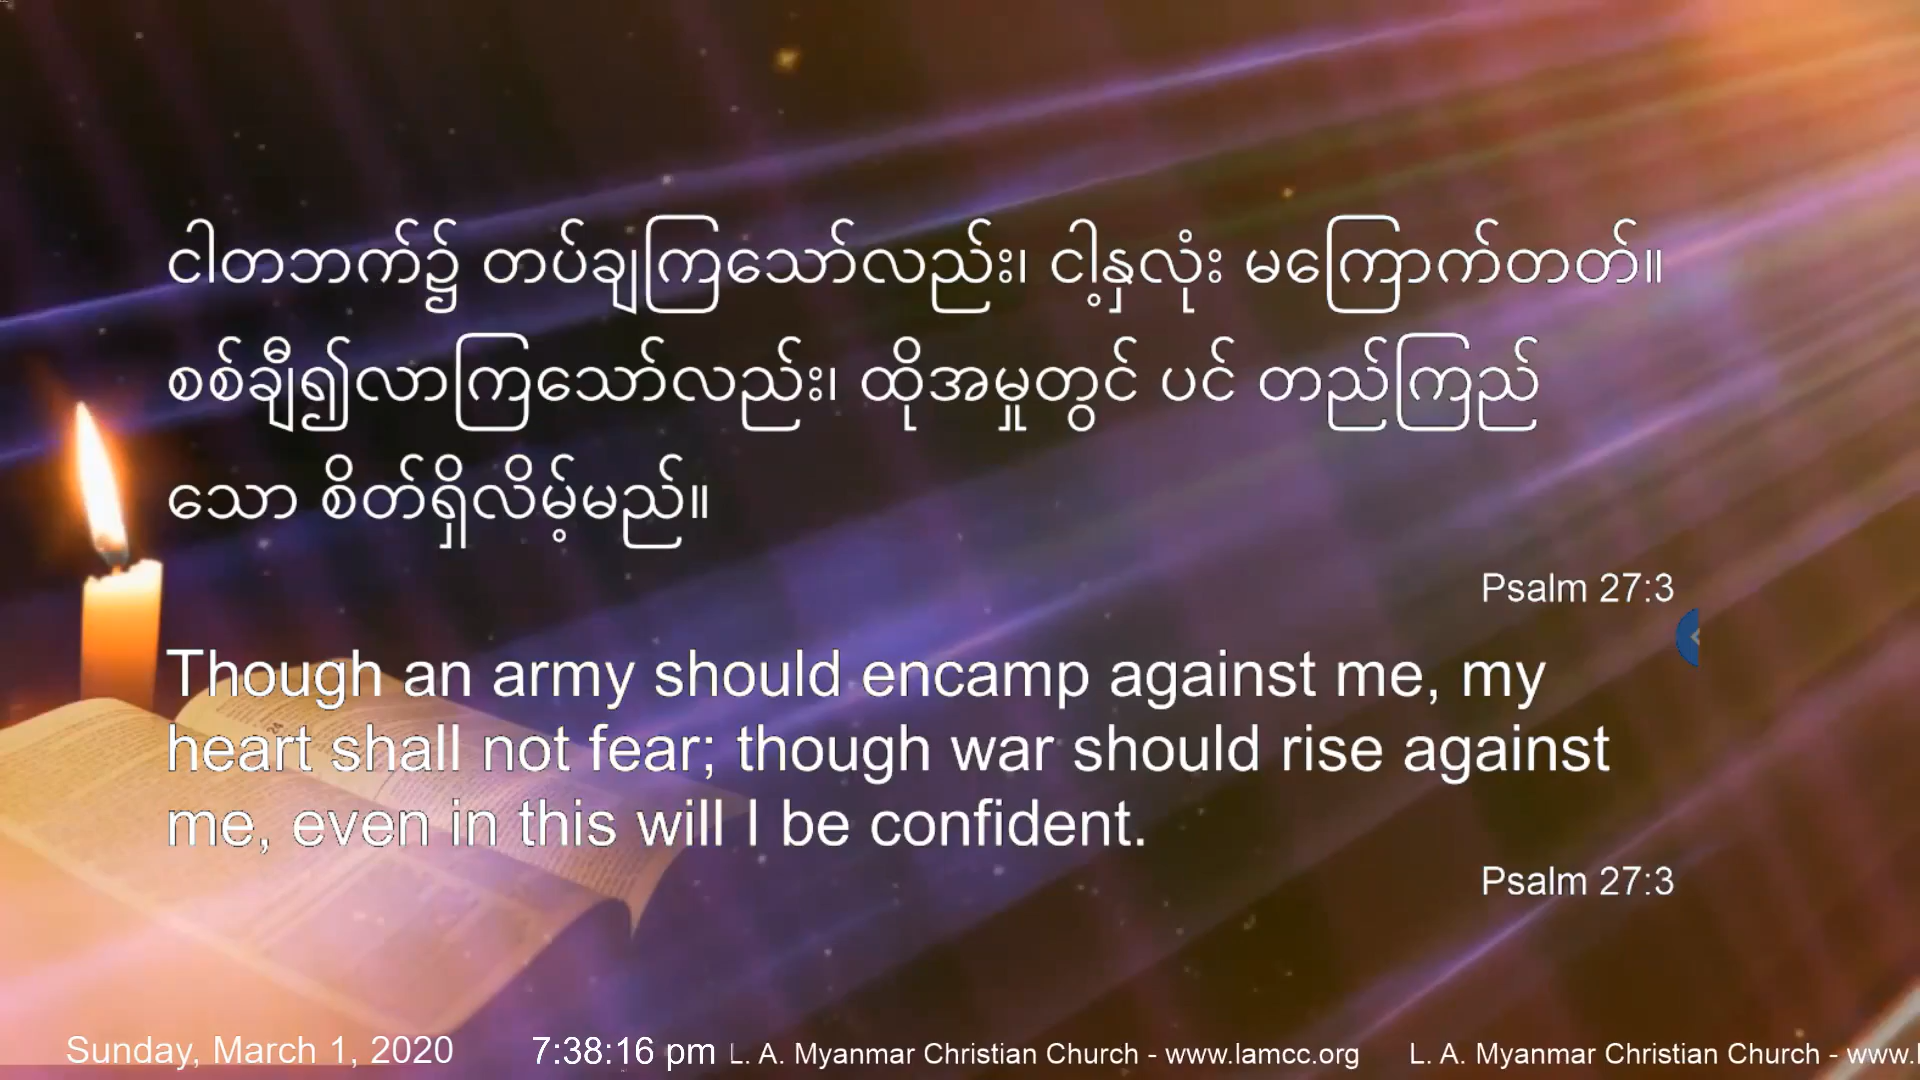 ငါတဘက်၌ တပ်ချကြသော်လည်း၊ ငါ့နှလုံး မကြောက်တတ်။
စစ်ချီ၍လာကြသော်လည်း၊ ထိုအမှုတွင် ပင် တည်ကြည်
သော စိတ်ရှိလိမ့်မည်။
Psalm 27:3
Though an army should encamp against me, my
heart shall not fear; though war should rise against
me, even in this will I be confident.
Psalm 27:3
Sunday, March 1, 2020 7:38:16 pm L. A. Myanmar Christian Church - www.lamcc.org L. A. Myanmar Christian Church - www.l